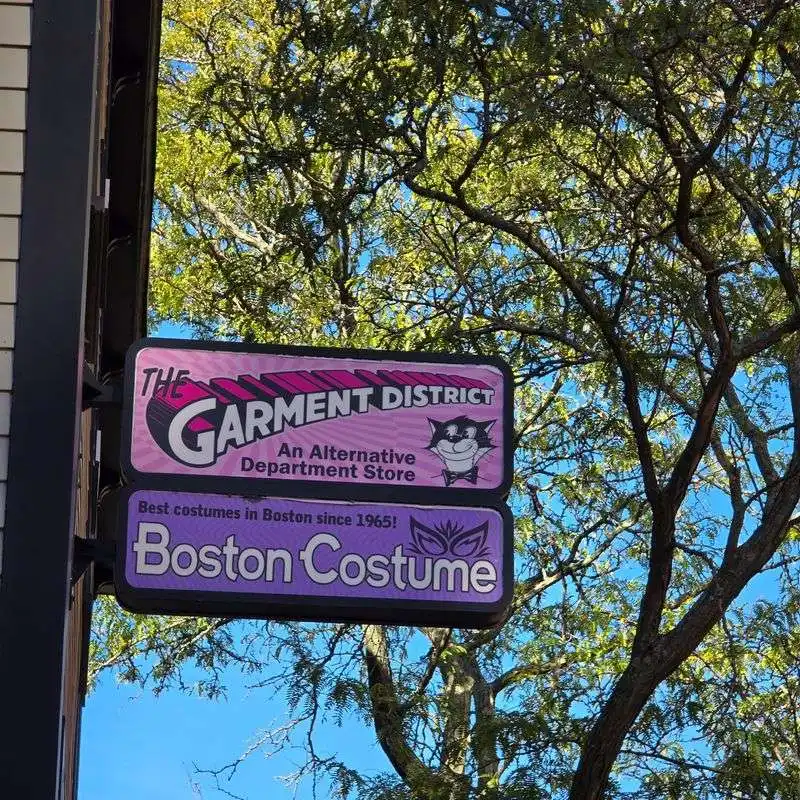 THE
GARMENT DISTRICT
An Alternative
Department Store
Best costumes in Boston since 1965!
Boston Costume